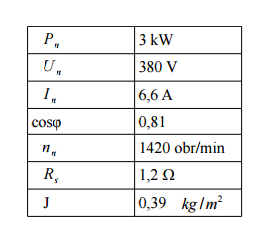 Pₙ 3 kW
Uₙ 380 V
Iₙ 6,6 A
cosφ 0,81
nₙ 1420 obr/min
Rₛ 1,2 Ω
J 0,39 kg/m²